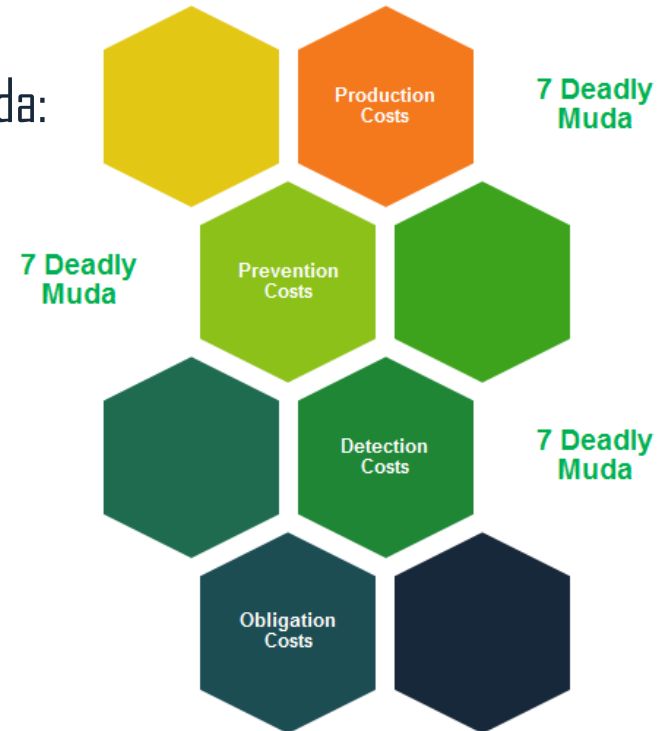 da:
Production
Costs
7 Deadly
Muda
7 Deadly
Muda
Prevention
Costs
Detection
Costs
7 Deadly
Muda
Obligation
Costs